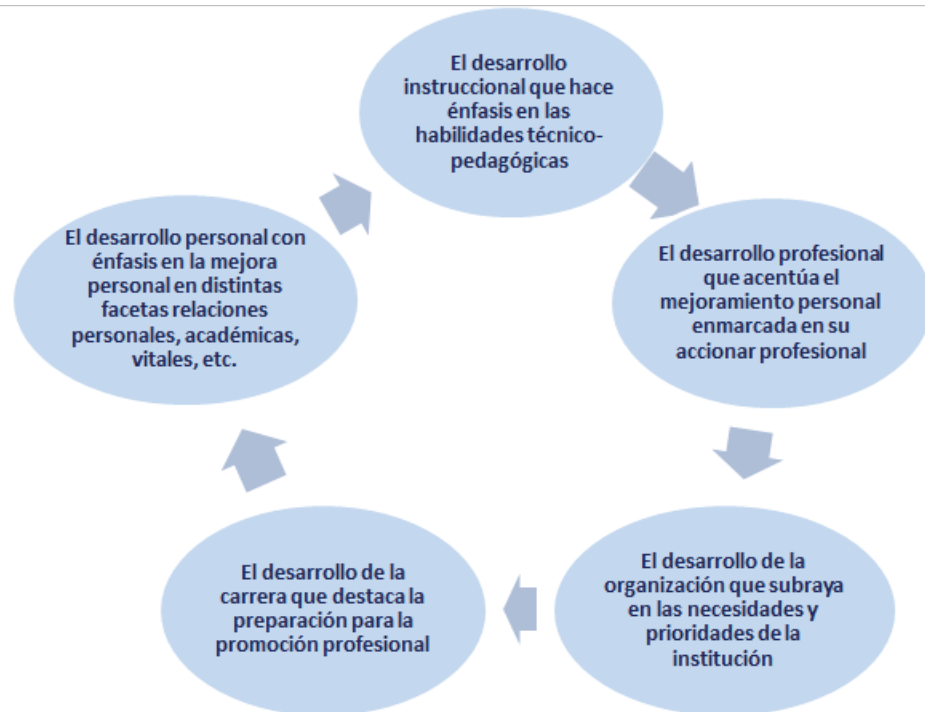 El desarrollo
instruccional que hace
énfasis en las
habilidades técnico-
pedagógicas
El desarrollo profesional
que acentúa el
mejoramiento personal
enmarcada en su
accionar profesional
El desarrollo de la
organización que subraya
en las necesidades y
prioridades de la
institución
El desarrollo de la
carrera que destaca la
preparación para la
promoción profesional
El desarrollo personal con
énfasis en la mejora
personal en distintas
facetas relaciones
personales, académicas,
vitales, etc.